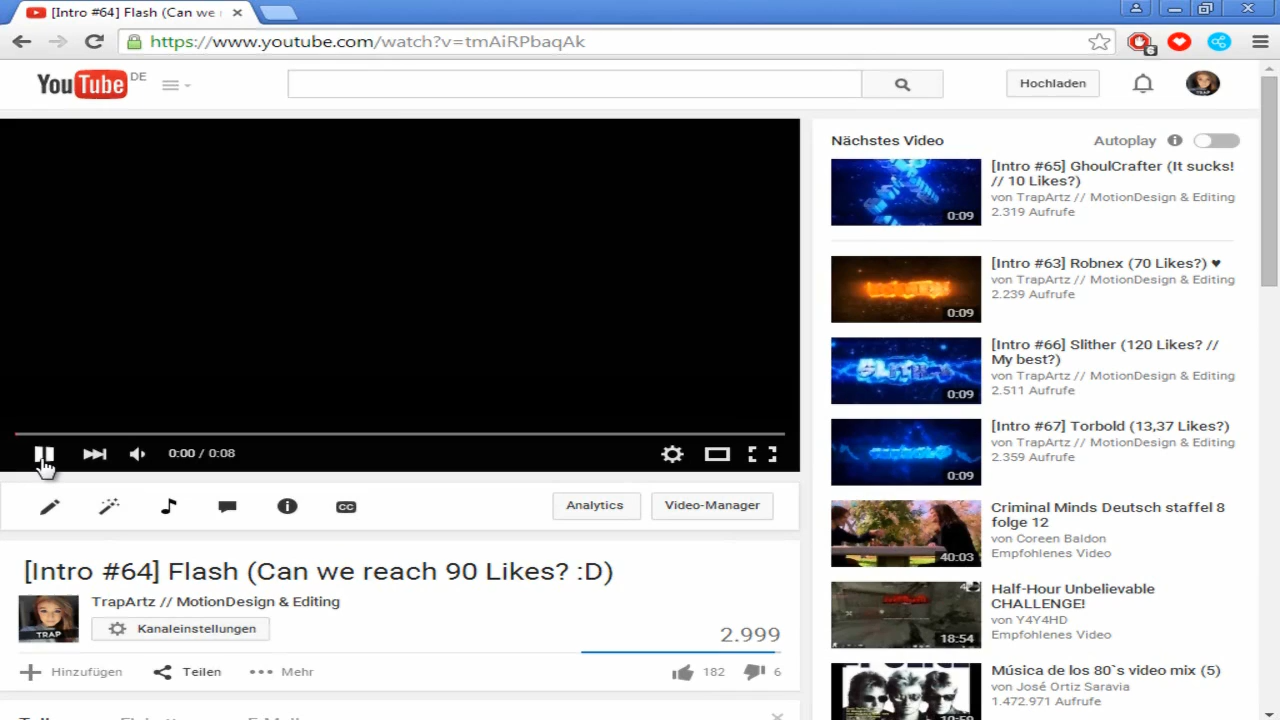 [Intro #64] Flash (Can we
https://www.youtube.com/watch?v=tmAiRPbaqAk
6
YouTube DE
Hochladen
TRAP
Nächstes Video
Autoplay
[Intro #65] GhoulCrafter (It sucks!
// 10 Likes?)
von TrapArtz // MotionDesign & Editing
2.319 Aufrufe
0:09
[Intro #63] Robnex (70 Likes?) ♥
von TrapArtz // MotionDesign & Editing
2.239 Aufrufe
0:09
[Intro #66] Slither (120 Likes? //
My best?)
von TrapArtz // MotionDesign & Editing
2.511 Aufrufe
0:09
[Intro #67] Torbold (13,37 Likes?)
von TrapArtz // MotionDesign & Editing
2.359 Aufrufe
0:09
Criminal Minds Deutsch staffel 8
folge 12
von Coreen Baldon
Empfohlenes Video
40:03
Half-Hour Unbelievable
CHALLENGE!
von Y4Y4HD
Empfohlenes Video
18:54
Música de los 80`s video mix (5)
von José Ortiz Saravia
1.472.971 Aufrufe
0:00 / 0:08
CC
Analytics
Video-Manager
[Intro #64] Flash (Can we reach 90 Likes? :D)
TrapArtz // MotionDesign & Editing
TRAP
Kanaleinstellungen
2.999
Hinzufügen
Teilen
Mehr
182
6